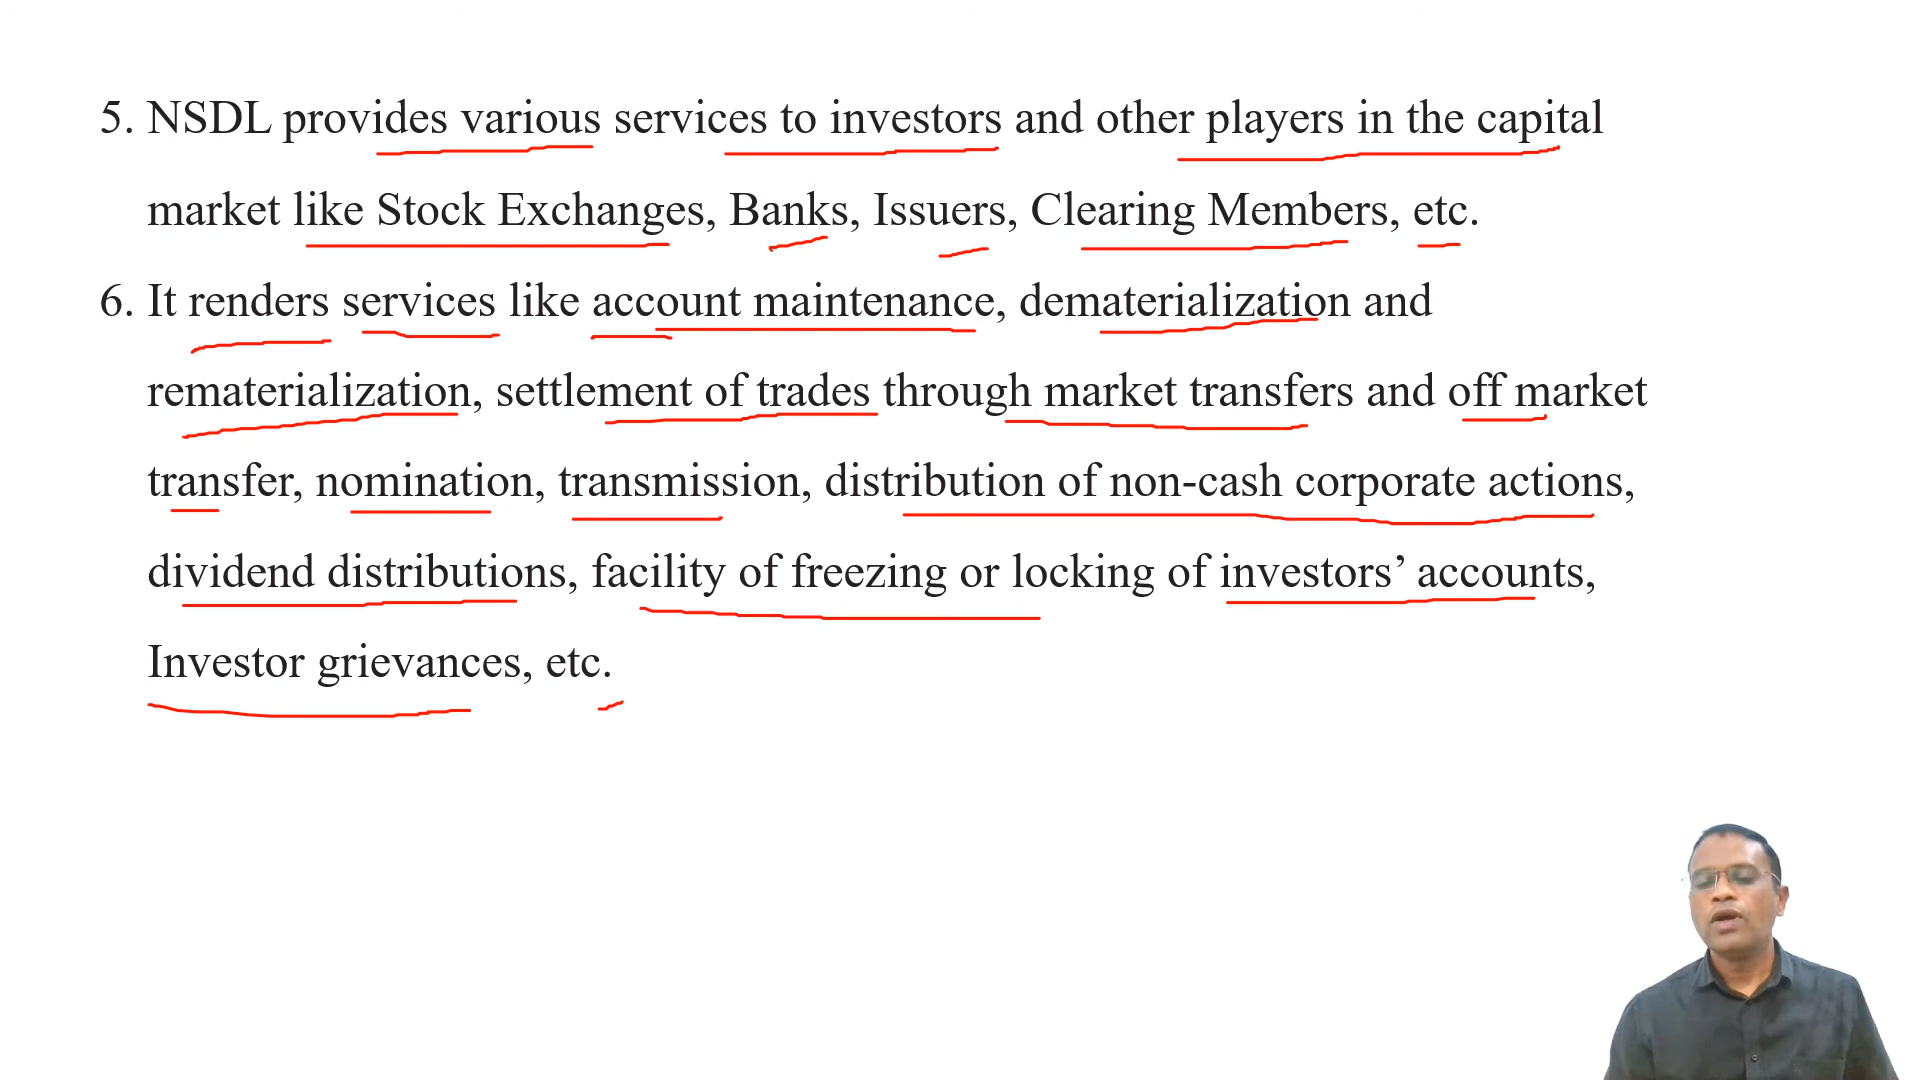 5. NSDL provides various services to investors and other players in the capital
market like Stock Exchanges, Banks, Issuers, Clearing Members, etc.
6. It renders services like account maintenance, dematerialization and
rematerialization, settlement of trades through market transfers and off market
transfer, nomination, transmission, distribution of non-cash corporate actions,
dividend distributions, facility of freezing or locking of investors’ accounts,
Investor grievances, etc.